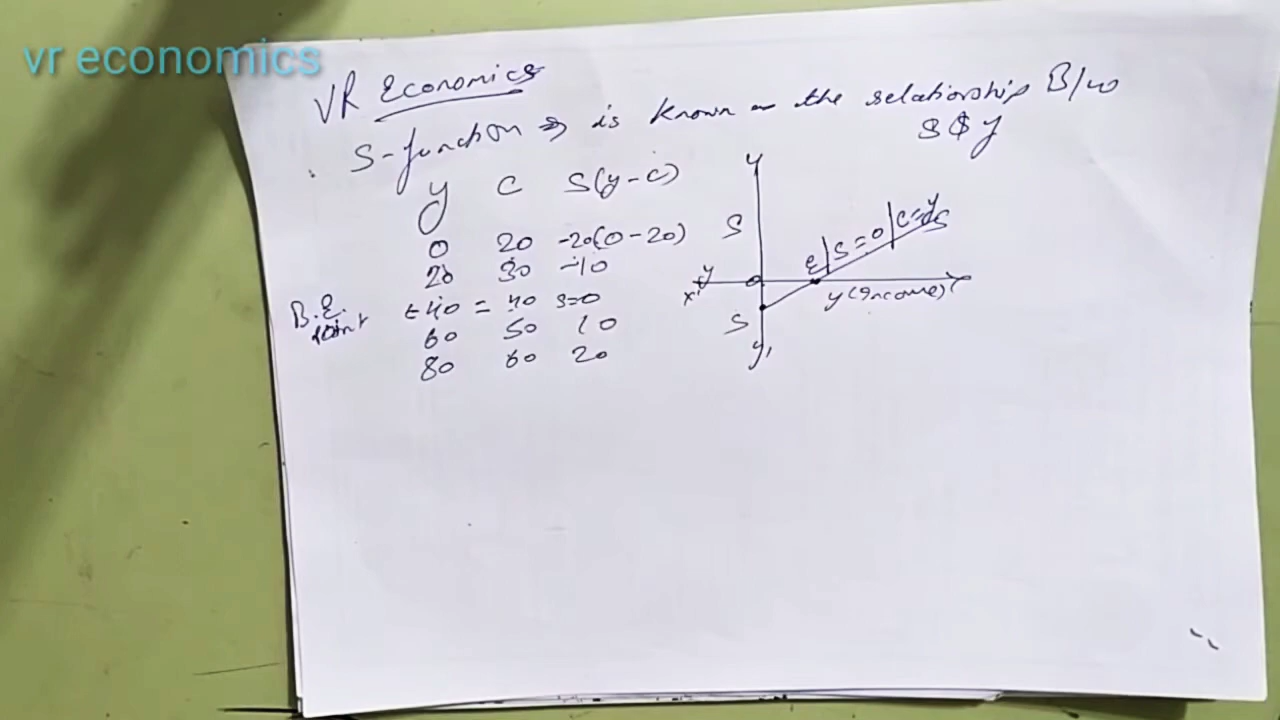 vr economics
VR Economics
S-function ⇒ is known as the relationship B/w
S & y
y C S(y-C)
0 20 -20(0-20)
20 30 -10
B.E. point ← 40 = 40 S=0
60 50 10
80 60 20
y
S
E/S=0/C=y
S
x' y
0
y (Income)
S
y'